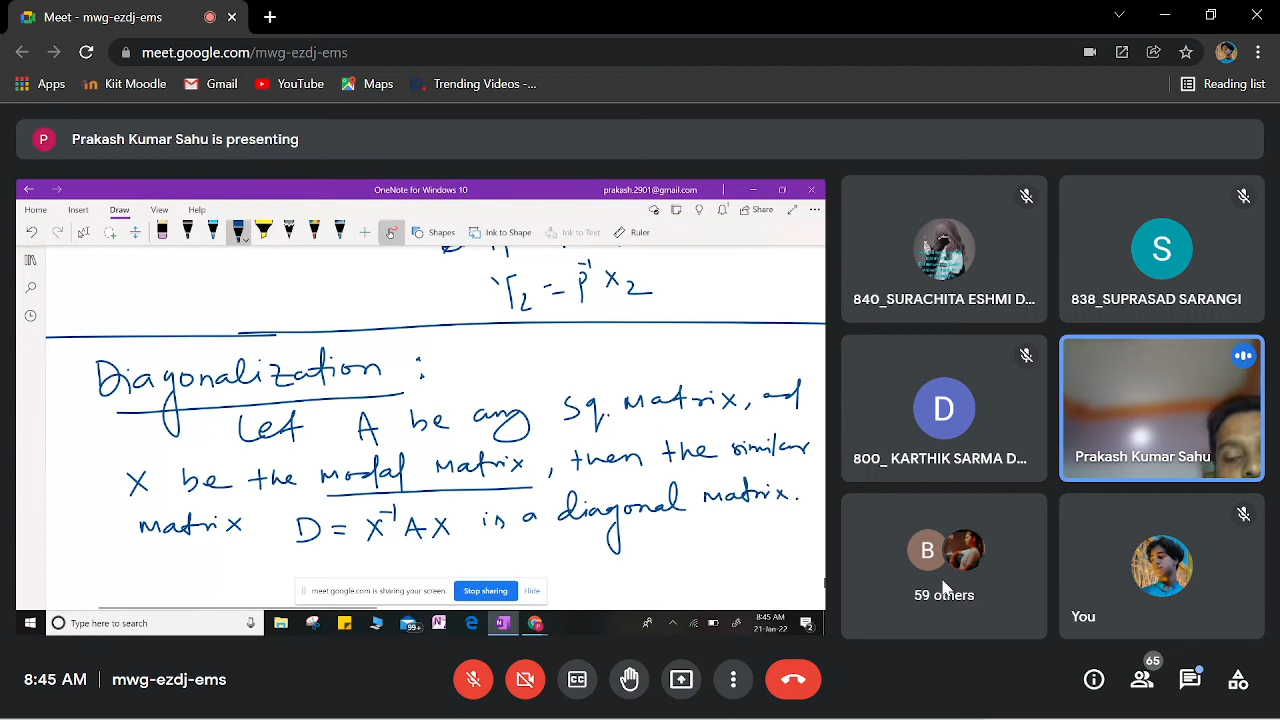 Meet - mwg-ezdj-ems
meet.google.com/mwg-ezdj-ems
Apps Kiit Moodle Gmail YouTube Maps Trending Videos -... Reading list
P Prakash Kumar Sahu is presenting
OneNote for Windows 10 prakash.2901@gmail.com
Home Insert Draw View Help Share
Shapes Ink to Shape Ink to Text Ruler
Y₂ = P⁻¹ X₂
Diagonalization :
Let A be any sq. matrix, ad
X be the modal matrix, then the similar
matrix D = X⁻¹ A X is a diagonal matrix.
meet.google.com is sharing your screen. Stop sharing Hide
Type here to search 99+ 8:45 AM
21-Jan-22 2
840_SURACHITA ESHMI D...
S
838_SUPRASAD SARANGI
D
800_ KARTHIK SARMA D...
Prakash Kumar Sahu
B
59 others
You
8:45 AM mwg-ezdj-ems 65